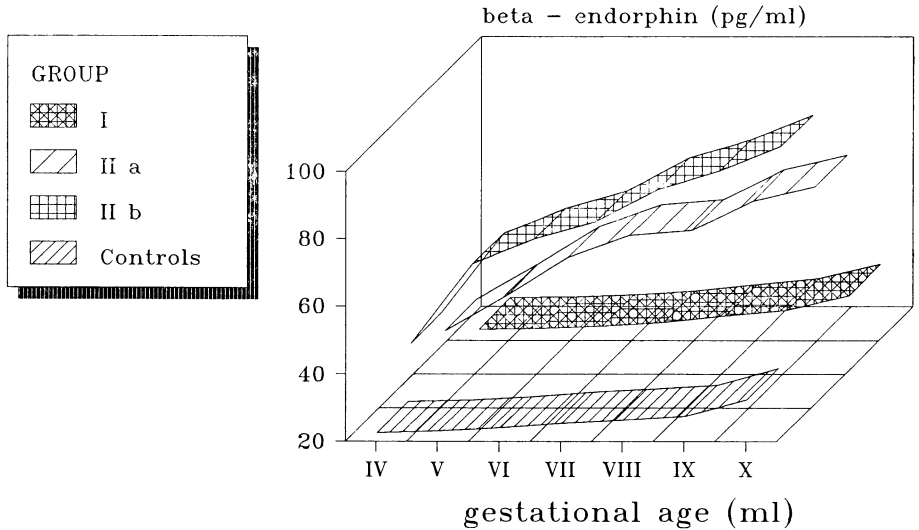 beta - endorphin (pg/ml)
GROUP
I
II a
II b
Controls
100
80
60
40
20
IV V VI VII VIII IX X
gestational age (ml)